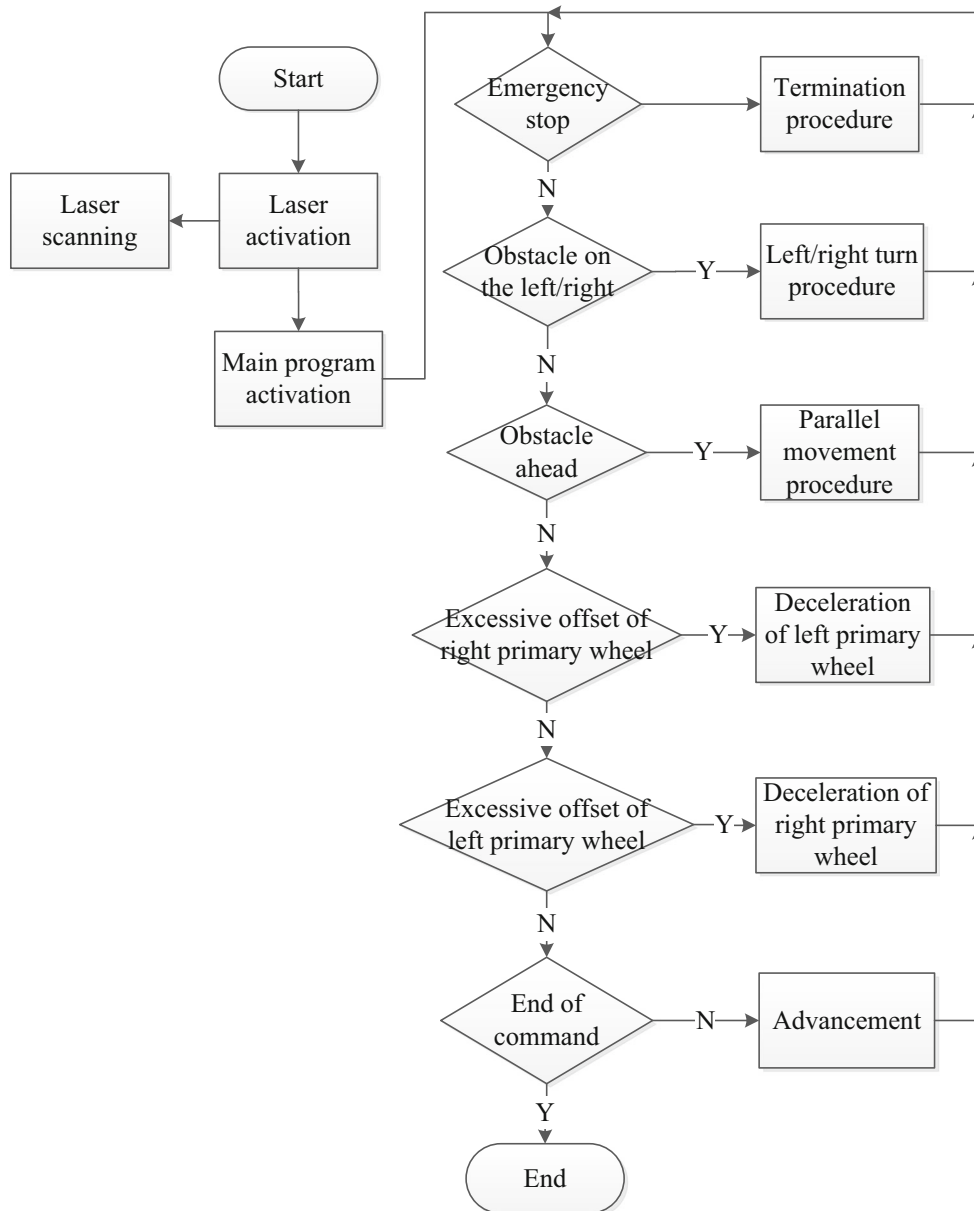 Start
Laser
scanning
Laser
activation
Main program
activation
Emergency
stop
Termination
procedure
N
Obstacle on
the left/right
Y
Left/right turn
procedure
N
Obstacle
ahead
Y
Parallel
movement
procedure
N
Excessive offset of
right primary wheel
Y
Deceleration
of left primary
wheel
N
Excessive offset of
left primary wheel
Y
Deceleration of
right primary
wheel
N
End of
command
N
Advancement
Y
End